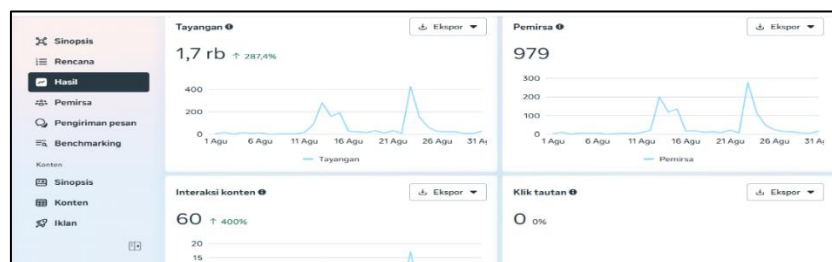 Sinopsis
Rencana
Hasil
Pemirsa
Pengiriman pesan
Benchmarking
Konten
Sinopsis
Konten
Iklan
Tayangan
Ekspor
1,7 rb ↑ 287,4%
400
200
0
1 Agu 6 Agu 11 Agu 16 Agu 21 Agu 26 Agu 31 A
Tayangan
Pemirsa
Ekspor
979
300
200
100
0
1 Agu 6 Agu 11 Agu 16 Agu 21 Agu 26 Agu 31 A
Pemirsa
Interaksi konten
Ekspor
60 ↑ 400%
20
15
Klik tautan
Ekspor
0 0%